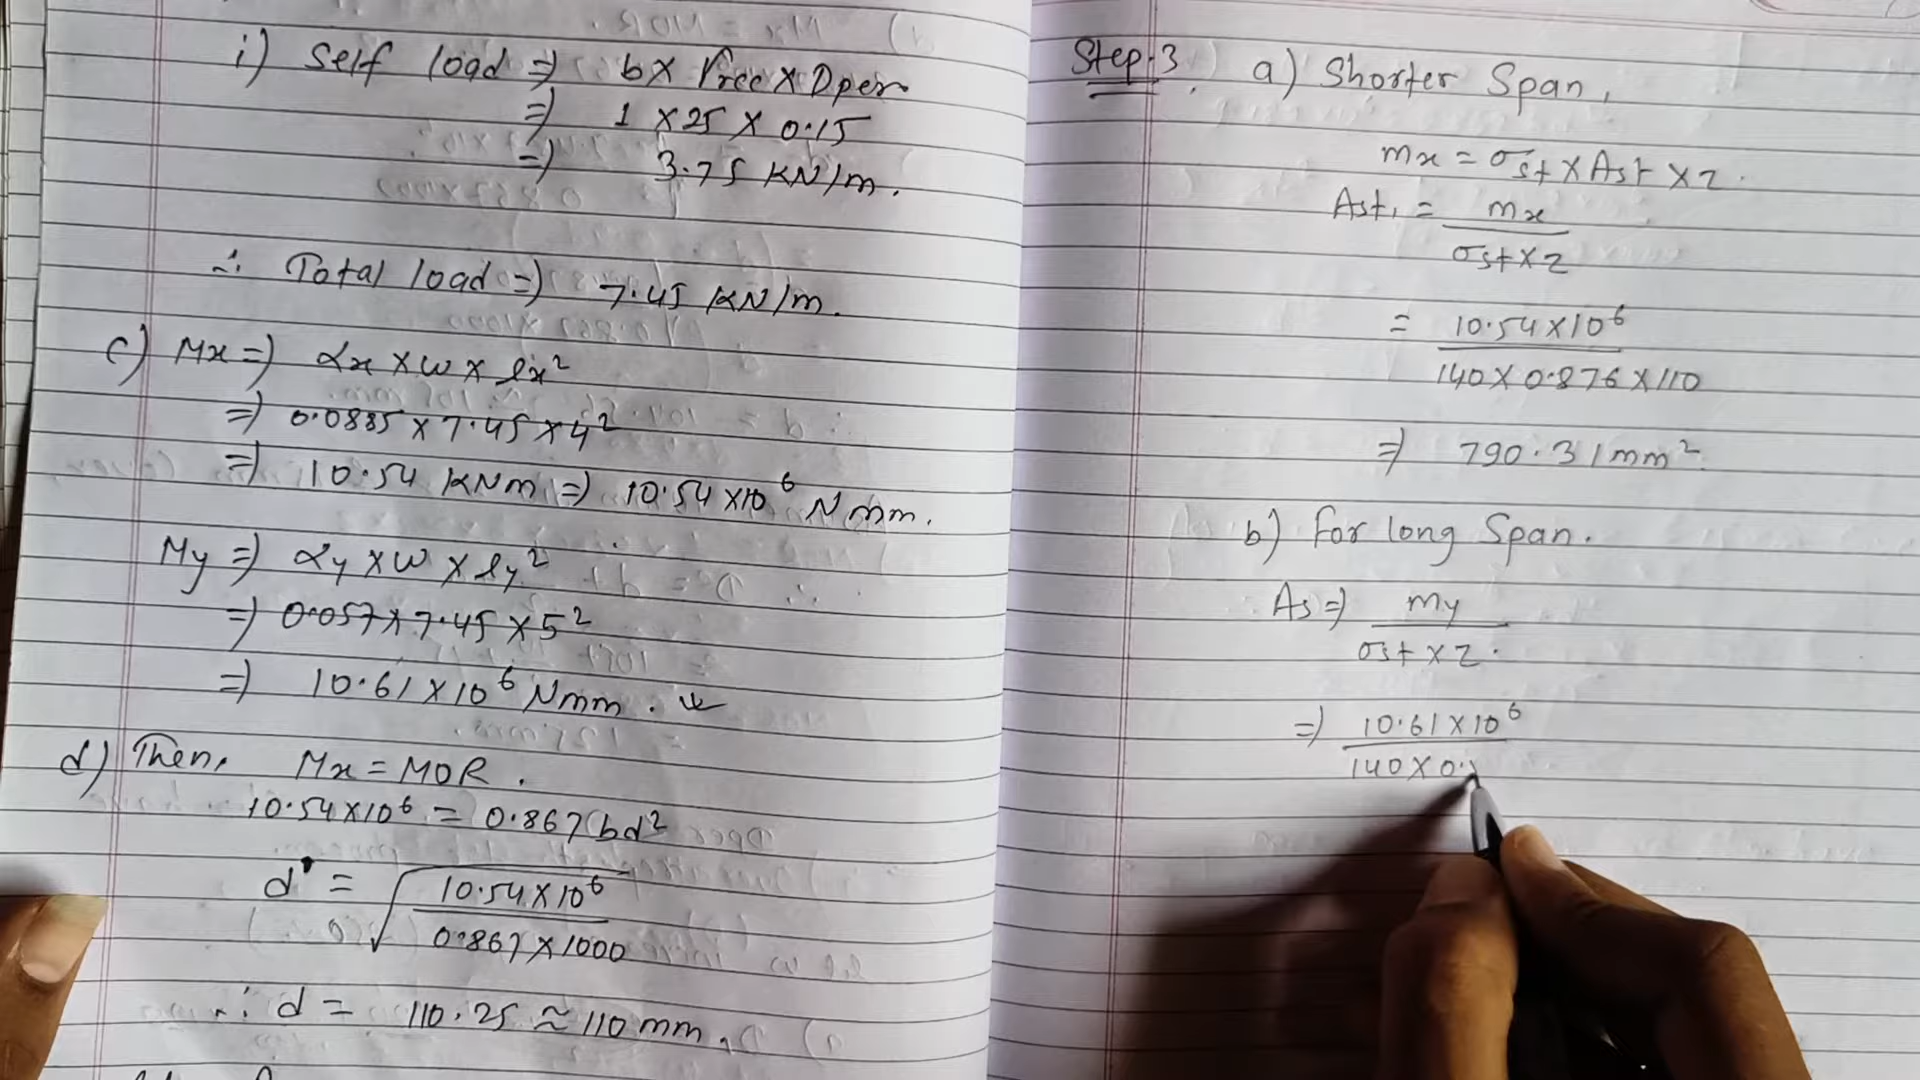 i) Self load ⇒ b× γrcc × Dper
⇒ 1 × 25 × 0.15
⇒ 3.75 KN/m.
∴ Total load ⇒ 7.45 KN/m.
c) Mx ⇒ αx × w × lx²
⇒ 0.0885 × 7.45 × 4²
⇒ 10.54 KNm ⇒ 10.54 × 10⁶ N mm.
My ⇒ αy × w × ly²
⇒ 0.057 × 7.45 × 5²
⇒ 10.61 × 10⁶ Nmm.
d) Then, Mx = MOR.
10.54 × 10⁶ = 0.867 bd²
d = √ 10.54 × 10⁶
0.867 × 1000
∴ d = 110.25 ≈ 110 mm.
Step.3 a) Shorter Span,
mx = σst × Ast × z.
Ast₁ = mx
σst × z
= 10.54 × 10⁶
140 × 0.876 × 110
⇒ 790.31 mm².
b) For long Span.
As ⇒ my
σst × z.
⇒ 10.61 × 10⁶
140 × 0.